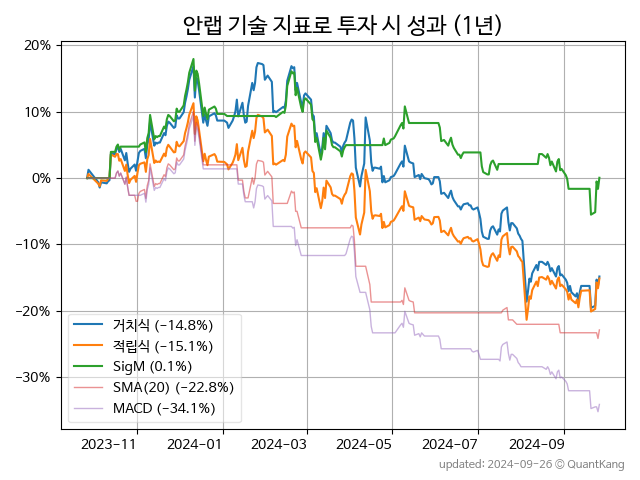 안랩 기술 지표로 투자 시 성과 (1년)
20%
10%
0%
−10%
−20%
−30%
거치식 (−14.8%)
적립식 (−15.1%)
SigM (0.1%)
SMA(20) (−22.8%)
MACD (−34.1%)
2023-11 2024-01 2024-03 2024-05 2024-07 2024-09
updated: 2024-09-26 © QuantKang